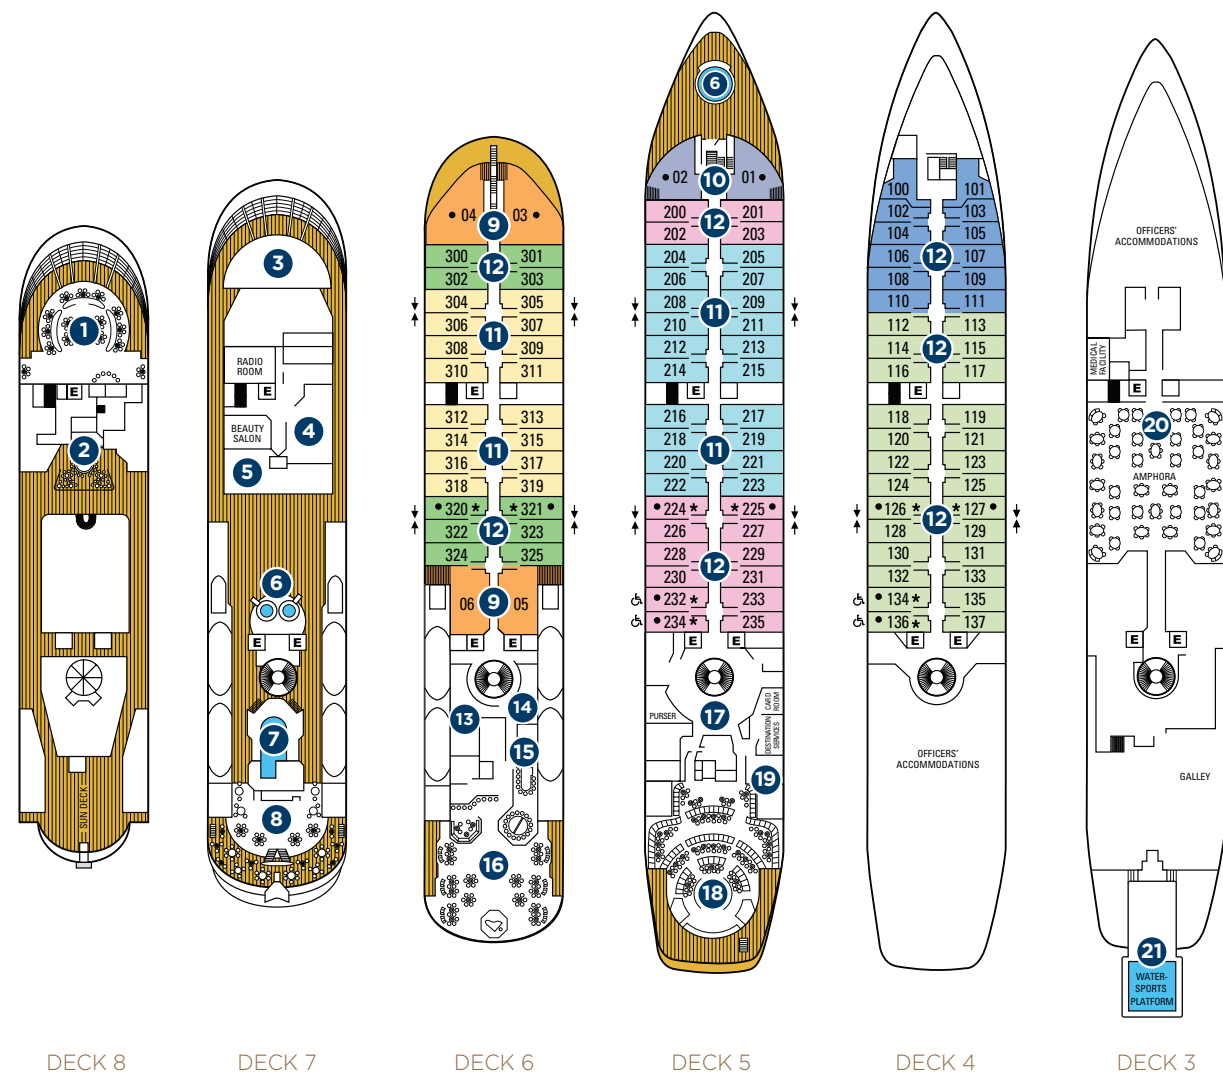 1
E
2
SUN DECK
DECK 8
3
RADIO
ROOM
E
BEAUTY
SALON
4
5
6
E E
7
8
DECK 7
• 04 03 •
9
300 301
12
302 303
304 305
306 307
11
308 309
310 311
E
312 313
314 315
11
316 317
318 319
• 320 * * 321 •
322 12 323
324 325
06 9 05
E E
13 14
15
16
DECK 6
6
• 02 10 01 •
200 201
12
202 203
204 205
206 207
208 209
11
210 211
212 213
214 215
E
216 217
218 219
11
220 221
222 223
• 224 * * 225 •
226 227
228 229
12
230 231
• 232 * 233
• 234 * 235
E E
PURSER
17
CARD
ROOM
DESTINATION
SERVICES
19
18
DECK 5
100 101
102 103
104 105
106 12 107
108 109
110 111
112 113
114 12 115
116 117
E
118 119
120 121
122 123
124 125
• 126 * * 127 •
12
128 129
130 131
132 133
• 134 * 135
• 136 * 137
E E
OFFICERS'
ACCOMMODATIONS
DECK 4
OFFICERS'
ACCOMMODATIONS
MEDICAL
FACILITY
E
20
AMPHORA
E E
GALLEY
21
WATER-
SPORTS
PLATFORM
DECK 3